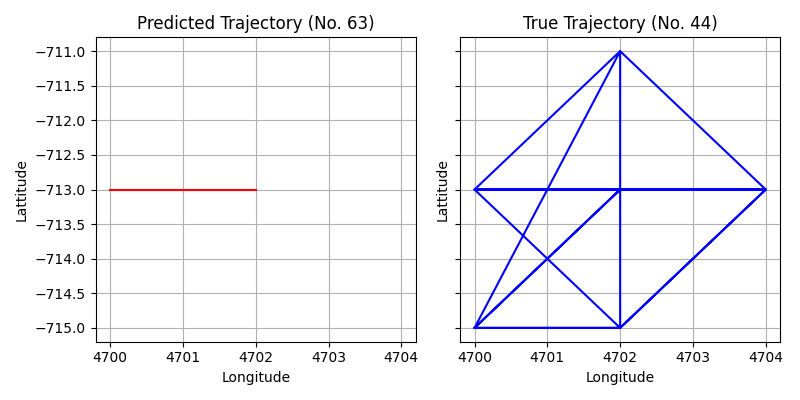 Predicted Trajectory (No. 63)
True Trajectory (No. 44)
−711.0
−711.5
−712.0
−712.5
−713.0
−713.5
−714.0
−714.5
−715.0
Lattitude
Lattitude
4700 4701 4702 4703 4704
4700 4701 4702 4703 4704
Longitude
Longitude